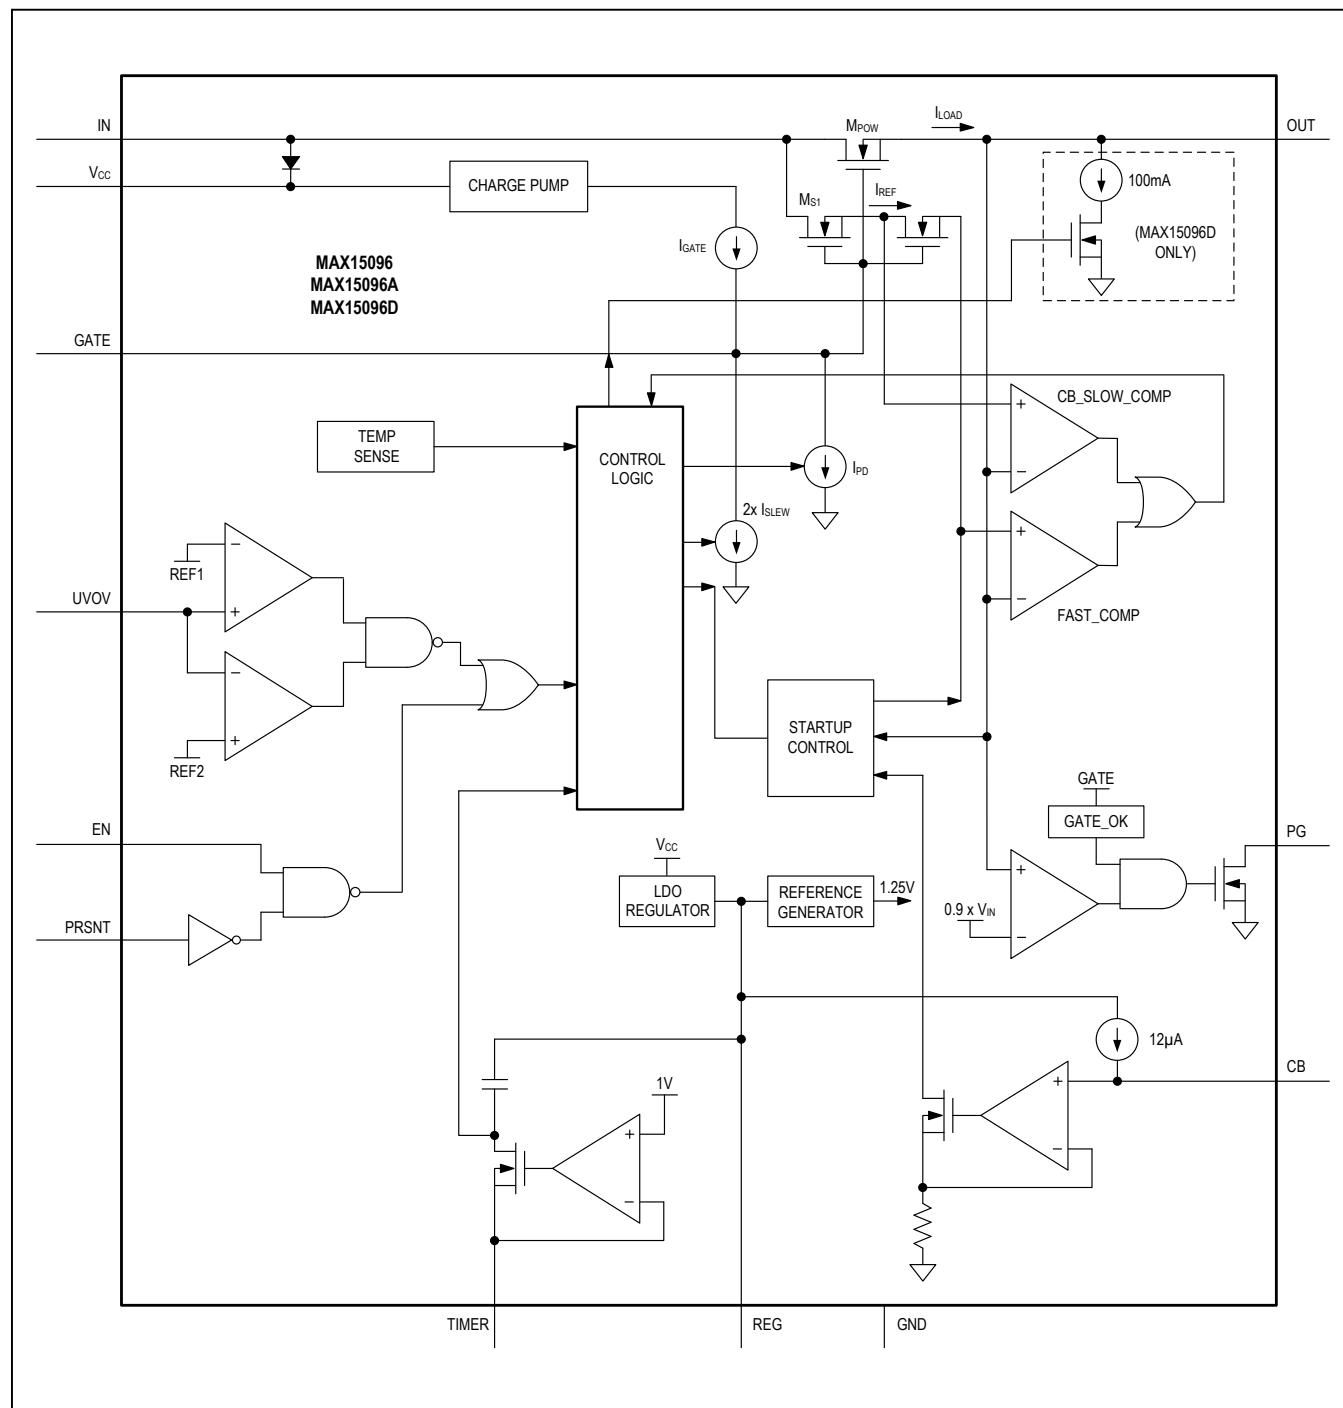 IN
MPOW
ILOAD
OUT
VCC
CHARGE PUMP
MS1
IREF
100mA
(MAX15096D
ONLY)
IGATE
MAX15096
MAX15096A
MAX15096D
GATE
CB_SLOW_COMP
TEMP
SENSE
CONTROL
LOGIC
IPD
2x ISLEW
REF1
UVOV
FAST_COMP
REF2
STARTUP
CONTROL
GATE
GATE_OK
EN
PG
VCC
LDO
REGULATOR
REFERENCE
GENERATOR
1.25V
0.9 x VIN
PRSNT
12µA
1V
CB
TIMER
REG
GND
+
−
+
−
+
−
+
−
+
−
+
−
+
−